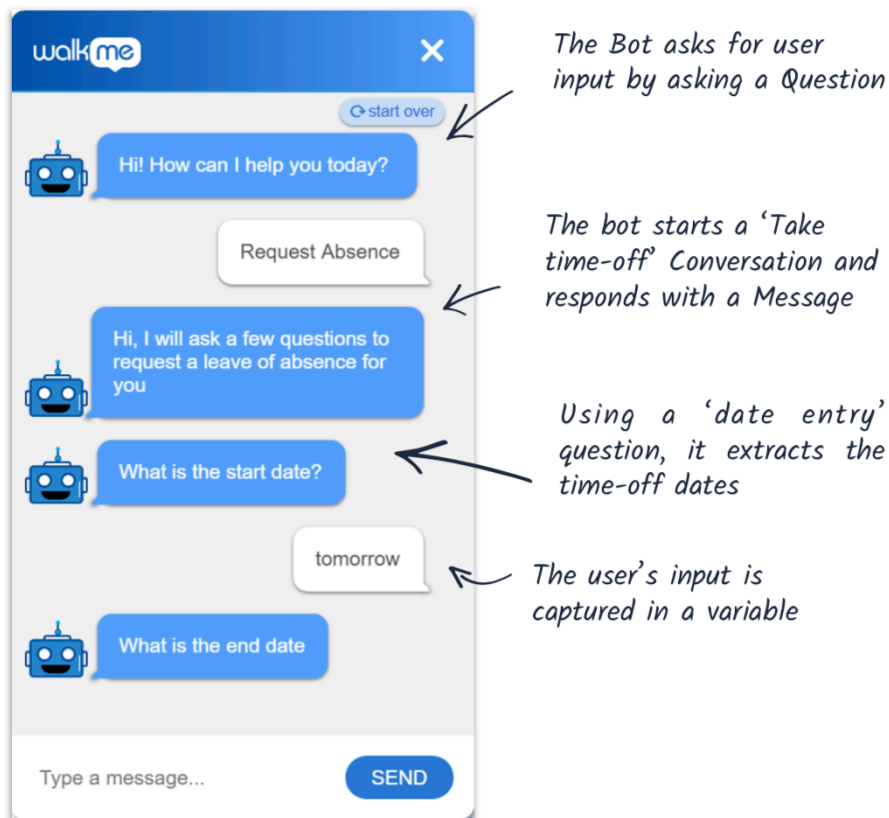 walkme
The Bot asks for user
input by asking a Question
start over
Hi! How can I help you today?
Request Absence
The bot starts a ‘Take
time-off’ Conversation and
responds with a Message
Hi, I will ask a few questions to
request a leave of absence for
you
Using a ‘date entry’
question, it extracts the
time-off dates
What is the start date?
tomorrow
The user’s input is
captured in a variable
What is the end date
Type a message...
SEND